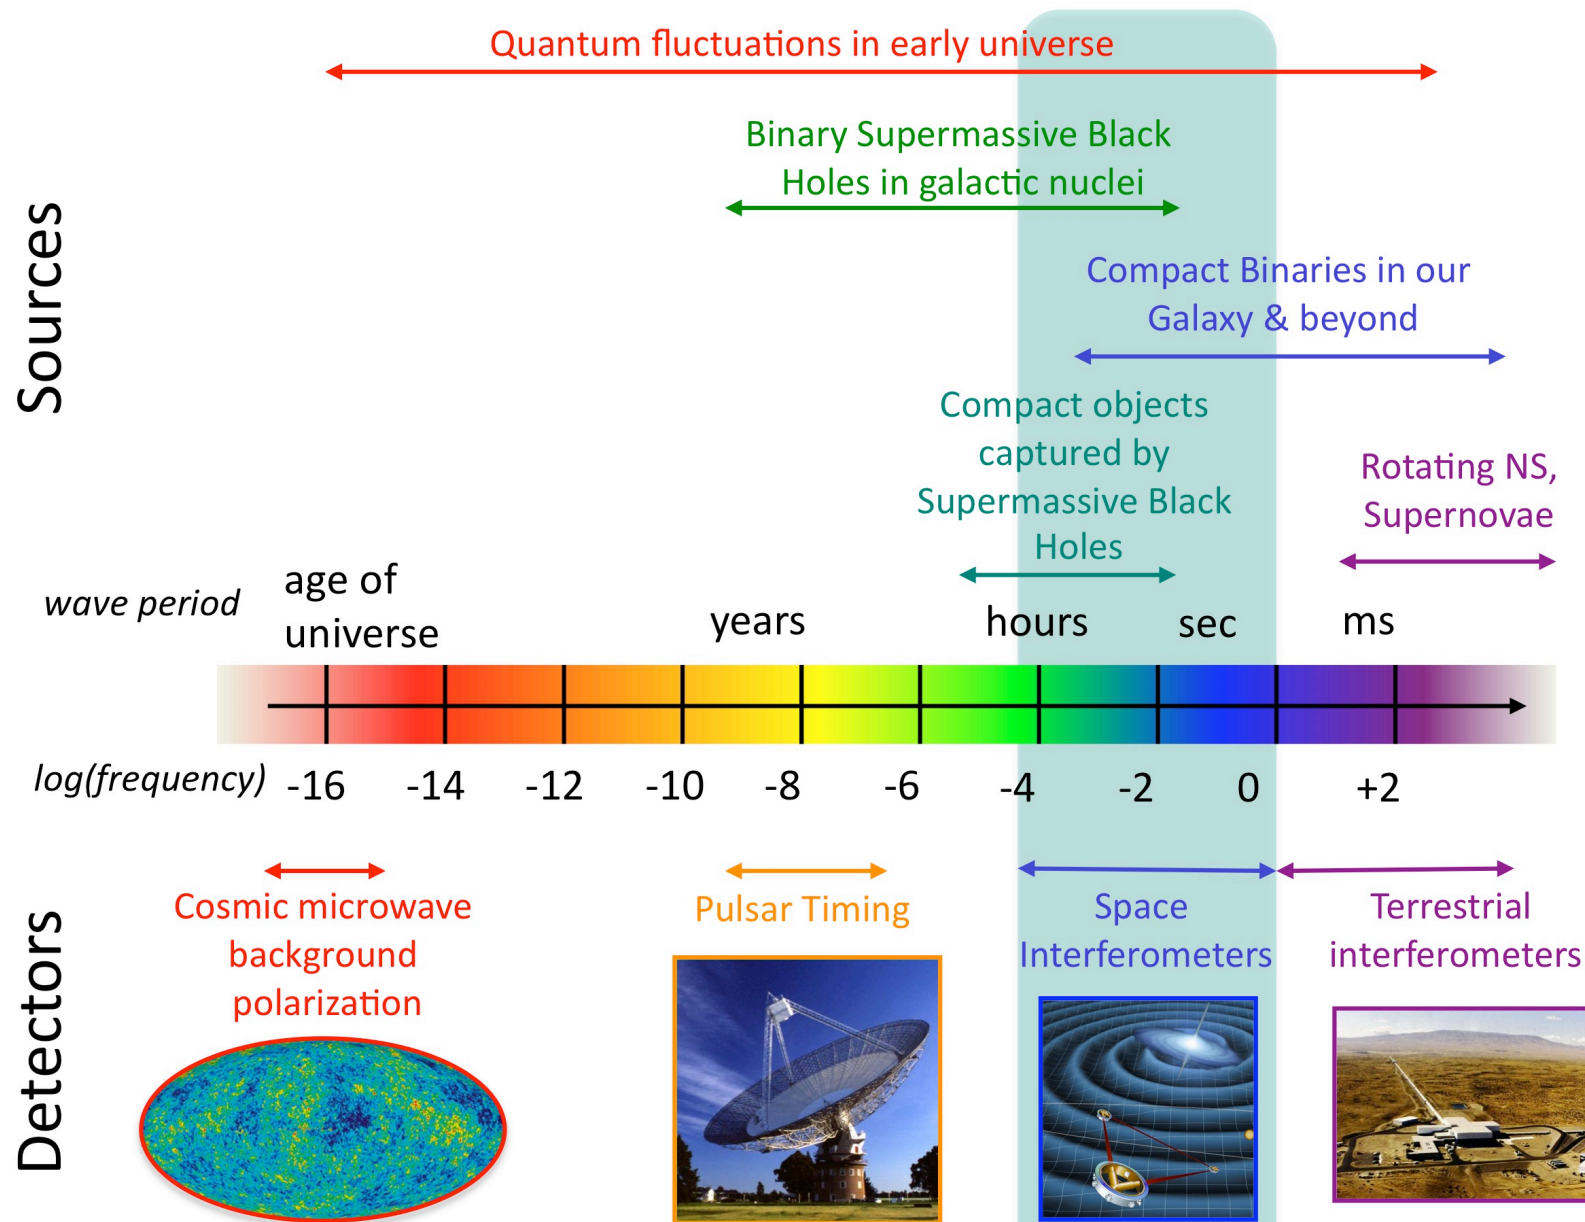 Quantum fluctuations in early universe
Binary Supermassive Black
Holes in galactic nuclei
Compact Binaries in our
Galaxy & beyond
Sources
Compact objects
captured by
Supermassive Black
Holes
Rotating NS,
Supernovae
wave period
age of
universe
years
hours
sec
ms
log(frequency)
-16
-14
-12
-10
-8
-6
-4
-2
0
+2
Detectors
Cosmic microwave
background
polarization
Pulsar Timing
Space
Interferometers
Terrestrial
interferometers